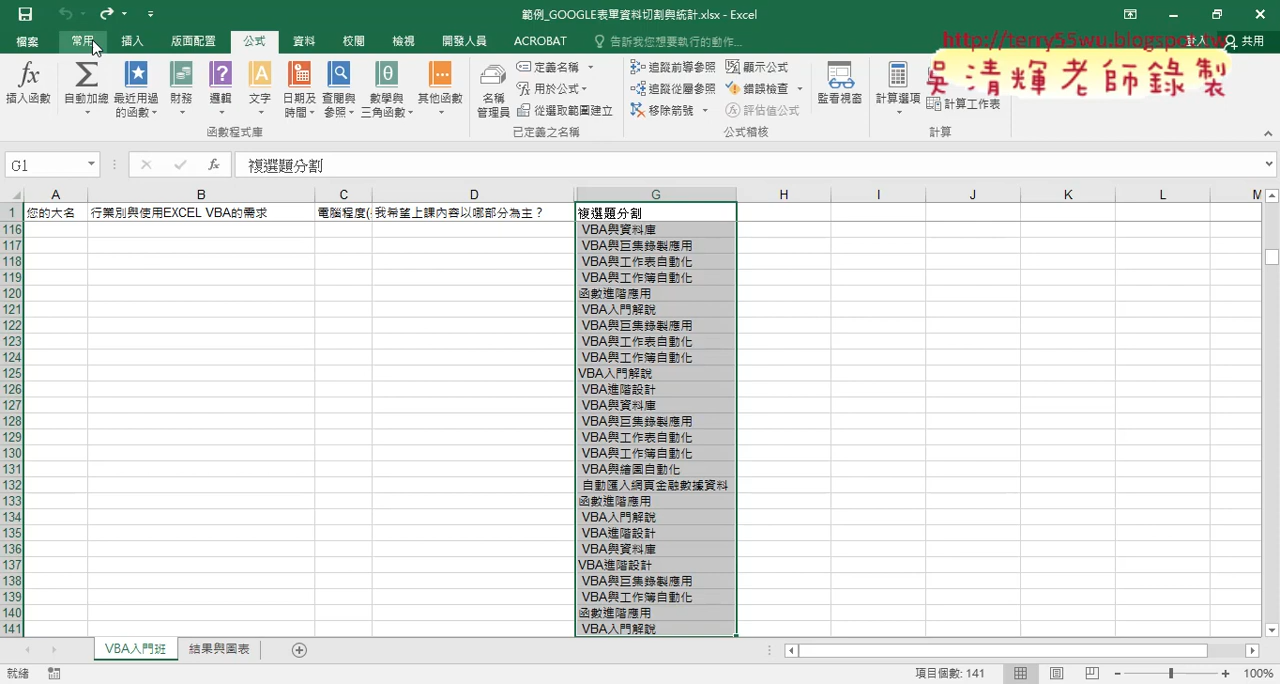 範例_GOOGLE表單資料切割與統計.xlsx - Excel
檔案 常用 插入 版面配置 公式 資料 校閱 檢視 開發人員 ACROBAT 告訴我您想要執行的動作... 登入 共用
http://terry55wu.blogspot.tw
吳清輝老師錄製
fx Σ ? A θ ...
插入函數 自動加總 最近用過的函數 財務 邏輯 文字 日期及時間 查閱與參照 數學與三角函數 其他函數
函數程式庫
名稱管理員 定義名稱 用於公式 從選取範圍建立
已定義之名稱
追蹤前導參照 顯示公式
追蹤從屬參照 錯誤檢查
移除箭號 評估值公式
公式稽核
監看視窗
計算選項 計算工作表
計算
G1 fx 複選題分割
A B C D G H I J K L M
1 您的大名 行業別與使用EXCEL VBA的需求 電腦程度( 我希望上課內容以哪部分為主？ 複選題分割
116 VBA與資料庫
117 VBA與巨集錄製應用
118 VBA與工作表自動化
119 VBA與工作簿自動化
120 函數進階應用
121 VBA入門解說
122 VBA與巨集錄製應用
123 VBA與工作表自動化
124 VBA與工作簿自動化
125 VBA入門解說
126 VBA進階設計
127 VBA與資料庫
128 VBA與巨集錄製應用
129 VBA與工作表自動化
130 VBA與工作簿自動化
131 VBA與繪圖自動化
132 自動匯入網頁金融數據資料
133 函數進階應用
134 VBA入門解說
135 VBA進階設計
136 VBA與資料庫
137 VBA進階設計
138 VBA與巨集錄製應用
139 VBA與工作簿自動化
140 函數進階應用
141 VBA入門解說
VBA入門班 結果與圖表
就緒 項目個數: 141 100%